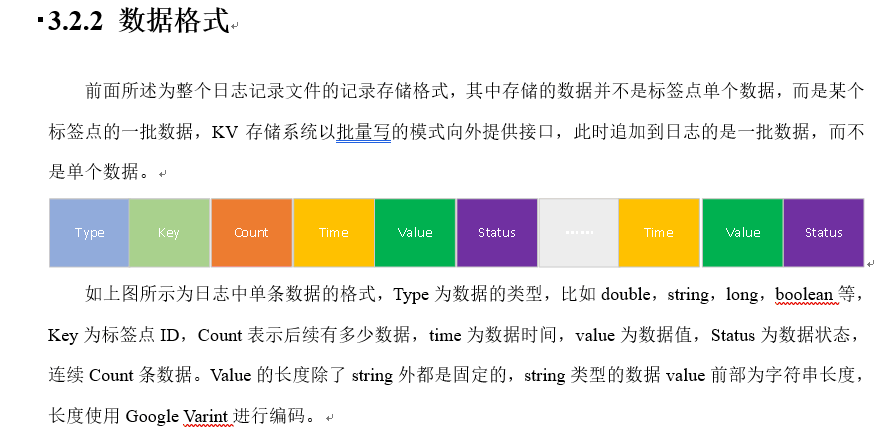 3.2.2 数据格式
前面所述为整个日志记录文件的记录存储格式，其中存储的数据并不是标签点单个数据，而是某个
标签点的一批数据，KV 存储系统以批量写的模式向外提供接口，此时追加到日志的是一批数据，而不
是单个数据。
Type Key Count Time Value Status …… Time Value Status
如上图所示为日志中单条数据的格式，Type 为数据的类型，比如 double，string，long，boolean 等，
Key 为标签点 ID，Count 表示后续有多少数据，time 为数据时间，value 为数据值，Status 为数据状态，
连续 Count 条数据。Value 的长度除了 string 外都是固定的，string 类型的数据 value 前部为字符串长度，
长度使用 Google Varint 进行编码。